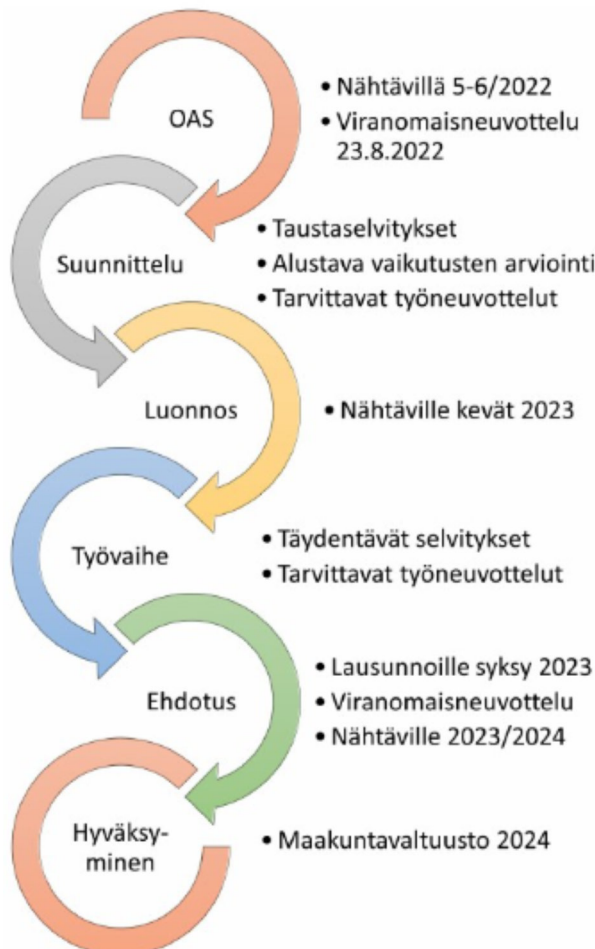 OAS
• Nähtävillä 5-6/2022
• Viranomaisneuvottelu
23.8.2022
Suunnittelu
• Taustaselvitykset
• Alustava vaikutusten arviointi
• Tarvittavat työneuvottelut
Luonnos
• Nähtäville kevät 2023
Työvaihe
• Täydentävät selvitykset
• Tarvittavat työneuvottelut
Ehdotus
• Lausunnoille syksy 2023
• Viranomaisneuvottelu
• Nähtäville 2023/2024
Hyväksy-
minen
• Maakuntavaltuusto 2024